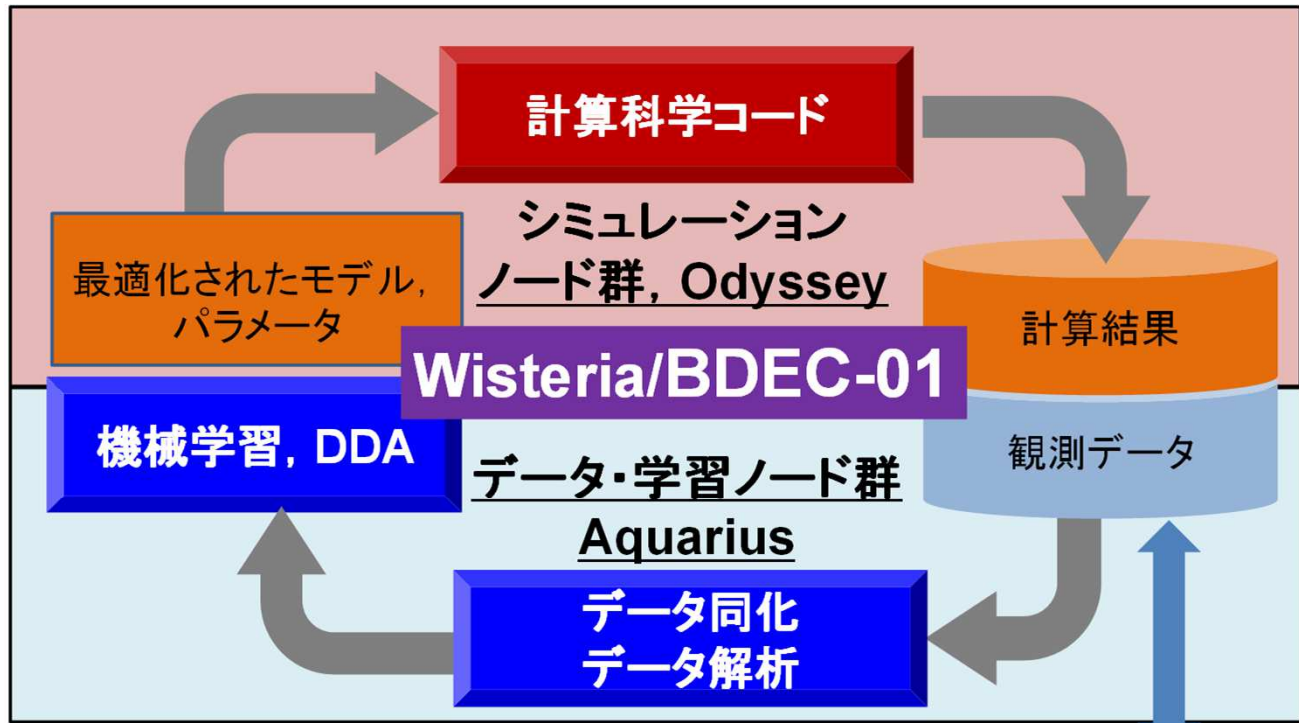 計算科学コード
シミュレーション
ノード群, Odyssey
最適化されたモデル,
パラメータ
計算結果
Wisteria/BDEC-01
機械学習, DDA
観測データ
データ・学習ノード群
Aquarius
データ同化
データ解析